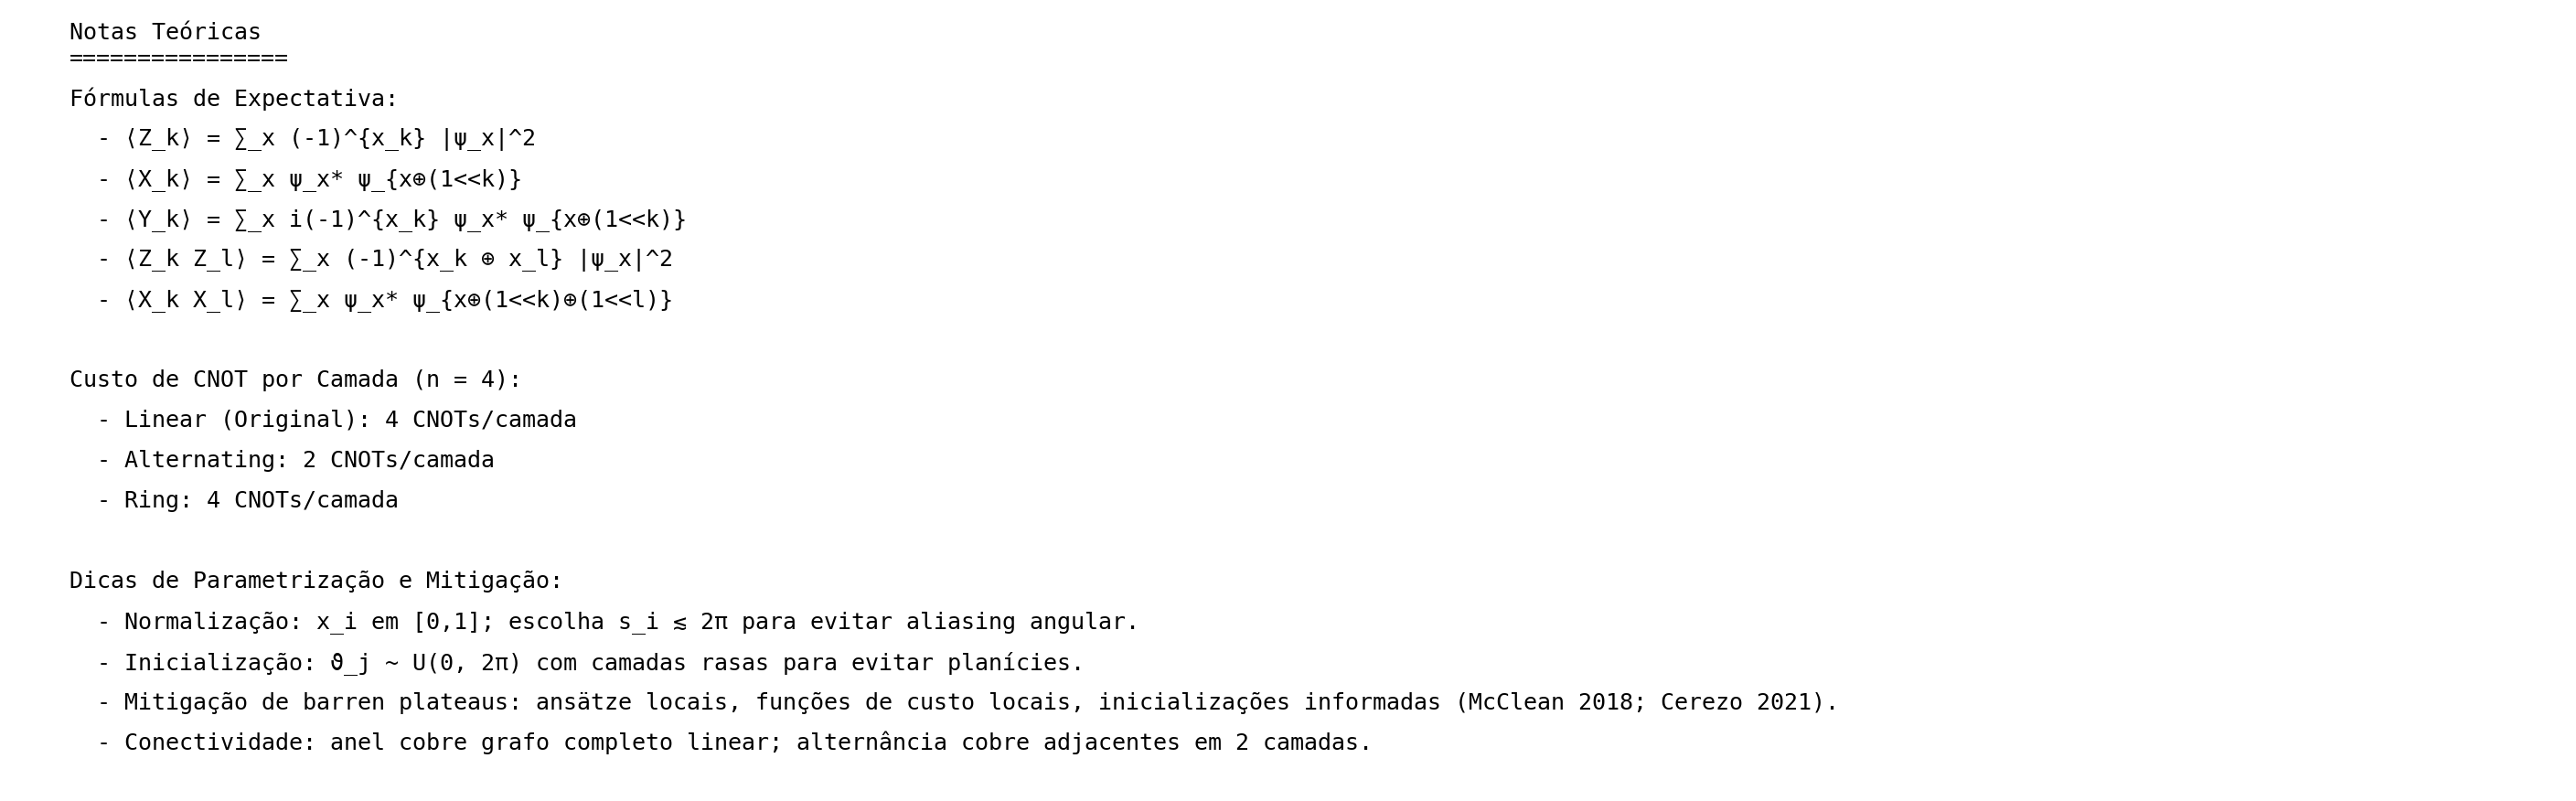 Notas Teóricas
================
Fórmulas de Expectativa:
- ⟨Z_k⟩ = ∑_x (-1)^{x_k} |ψ_x|^2
- ⟨X_k⟩ = ∑_x ψ_x* ψ_{x⊕(1<<k)}
- ⟨Y_k⟩ = ∑_x i(-1)^{x_k} ψ_x* ψ_{x⊕(1<<k)}
- ⟨Z_k Z_l⟩ = ∑_x (-1)^{x_k ⊕ x_l} |ψ_x|^2
- ⟨X_k X_l⟩ = ∑_x ψ_x* ψ_{x⊕(1<<k)⊕(1<<l)}
Custo de CNOT por Camada (n = 4):
- Linear (Original): 4 CNOTs/camada
- Alternating: 2 CNOTs/camada
- Ring: 4 CNOTs/camada
Dicas de Parametrização e Mitigação:
- Normalização: x_i em [0,1]; escolha s_i ≲ 2π para evitar aliasing angular.
- Inicialização: ϑ_j ~ U(0, 2π) com camadas rasas para evitar planícies.
- Mitigação de barren plateaus: ansätze locais, funções de custo locais, inicializações informadas (McClean 2018; Cerezo 2021).
- Conectividade: anel cobre grafo completo linear; alternância cobre adjacentes em 2 camadas.